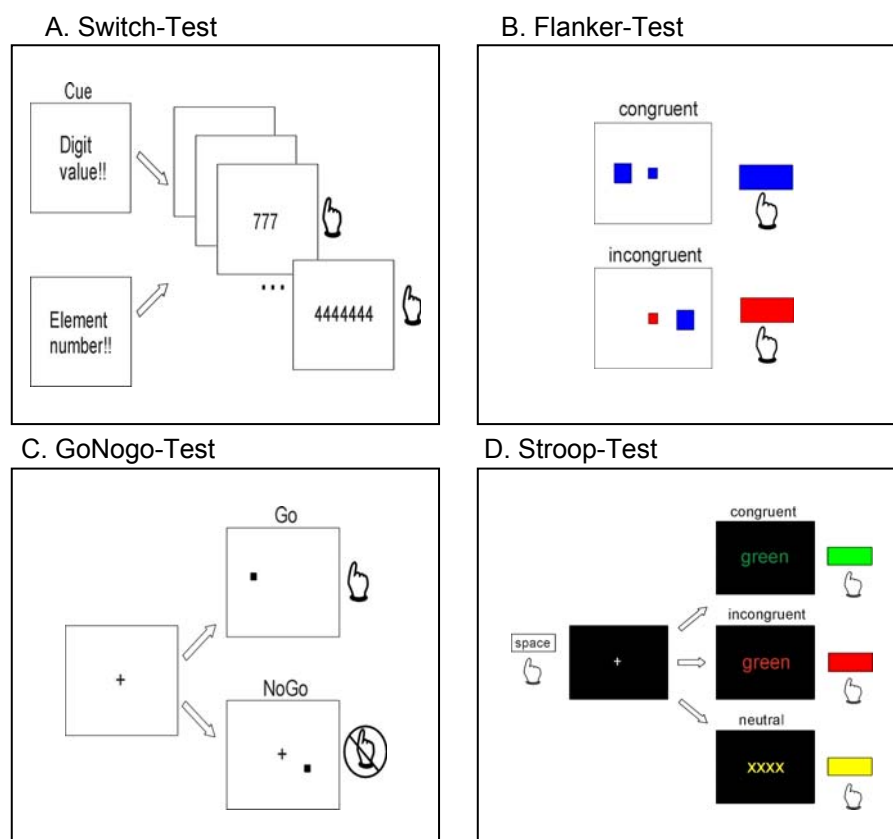 A. Switch-Test
Cue
Digit
value!!
777
...
4444444
Element
number!!
B. Flanker-Test
congruent
incongruent
C. GoNogo-Test
Go
+
NoGo
+
D. Stroop-Test
congruent
green
space
+
incongruent
green
neutral
xxxx